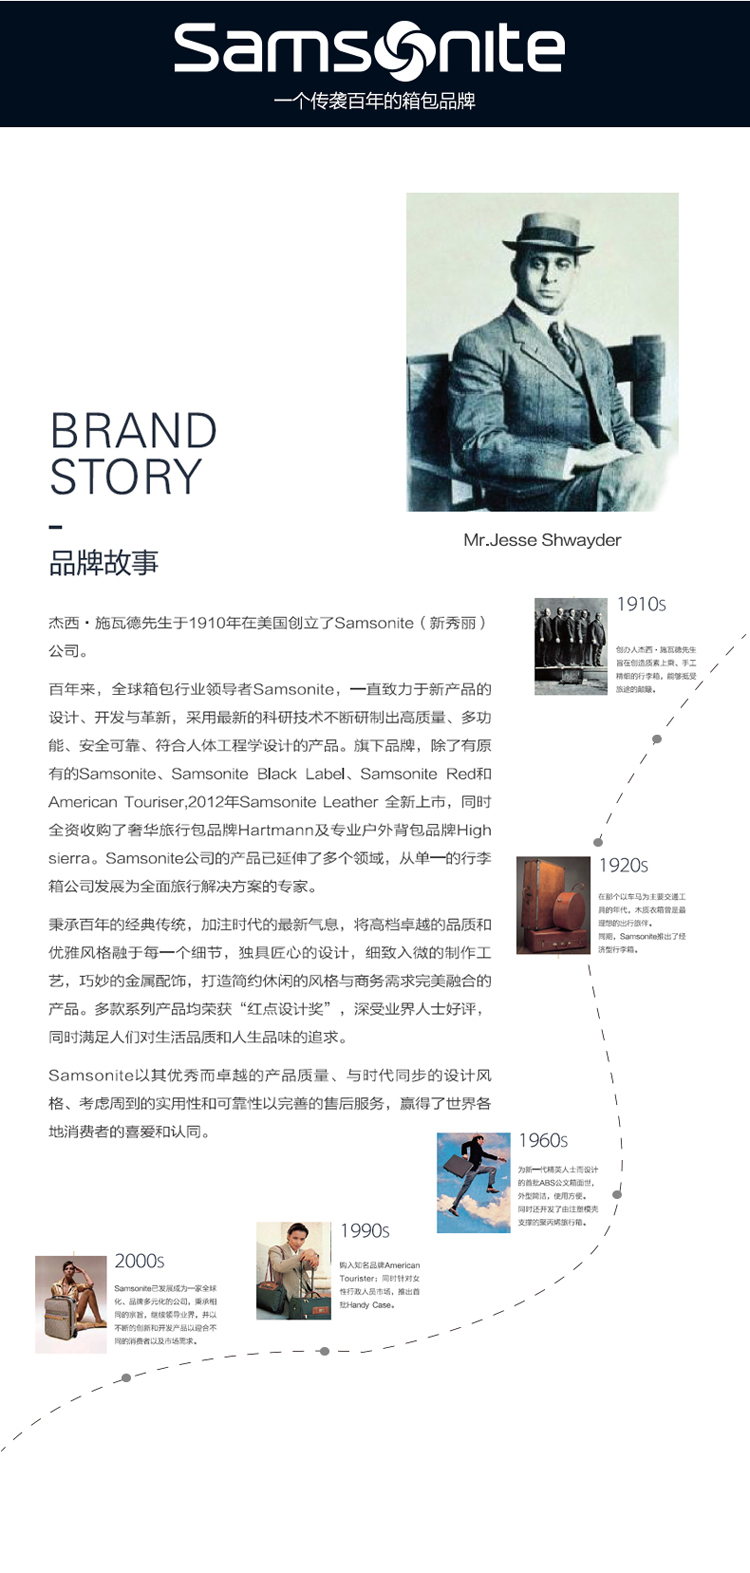 Samsonite
一个传袭百年的箱包品牌
BRAND
STORY
品牌故事
Mr.Jesse Shwayder
杰西·施瓦德先生于1910年在美国创立了Samsonite（新秀丽）
公司。
百年来，全球箱包行业领导者Samsonite，一直致力于新产品的
设计、开发与革新，采用最新的科研技术不断研制出高质量、多功
能、安全可靠、符合人体工程学设计的产品。旗下品牌，除了有原
有的Samsonite、Samsonite Black Label、Samsonite Red和
American Touriser,2012年Samsonite Leather 全新上市，同时
全资收购了奢华旅行包品牌Hartmann及专业户外背包品牌High
sierra。Samsonite公司的产品已延伸了多个领域，从单一的行李
箱公司发展为全面旅行解决方案的专家。
秉承百年的经典传统，加注时代的最新气息，将高档卓越的品质和
优雅风格融于每一个细节，独具匠心的设计，细致入微的制作工
艺，巧妙的金属配饰，打造简约休闲的风格与商务需求完美融合的
产品。多款系列产品均荣获“红点设计奖”，深受业界人士好评，
同时满足人们对生活品质和人生品味的追求。
Samsonite以其优秀而卓越的产品质量、与时代同步的设计风
格、考虑周到的实用性和可靠性以完善的售后服务，赢得了世界各
地消费者的喜爱和认同。
1910s
创办人杰西·施瓦德先生
旨在创造质素上乘、手工
精细的行李箱，能够抵受
旅途的颠簸。
1920s
在那个以车马为主要交通工
具的年代，木质衣箱曾是最
理想的出行旅伴。
同期，Samsonite推出了经
济型行李箱。
1960s
为新一代精英人士而设计
的首批ABS公文箱面世，
外型简洁，使用方便。
同时还开发了由注塑模壳
支撑的聚丙烯旅行箱。
1990s
购入知名品牌American
Tourister；同时针对女
性行政人员市场，推出首
批Handy Case。
2000s
Samsonite已发展成为一家全球
化、品牌多元化的公司，秉承相
同的宗旨，继续领导业界，并以
不断的创新和开发产品以迎合不
同的消费者以及市场需求。